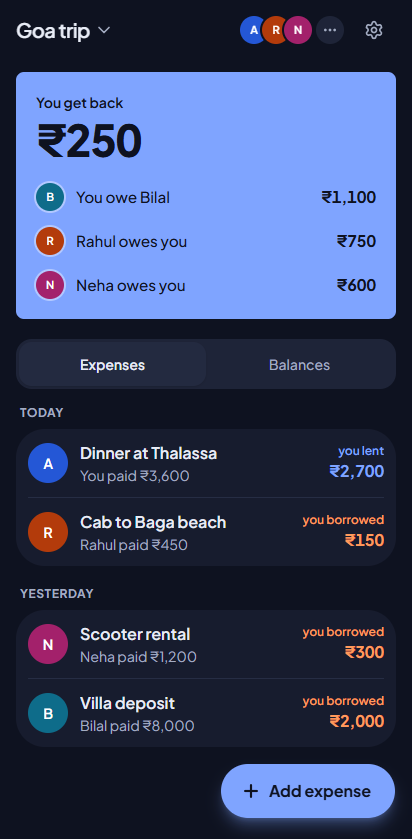 Goa trip
A R N
You get back
₹250
B You owe Bilal ₹1,100
R Rahul owes you ₹750
N Neha owes you ₹600
Expenses Balances
TODAY
A Dinner at Thalassa you lent
You paid ₹3,600 ₹2,700
R Cab to Baga beach you borrowed
Rahul paid ₹450 ₹150
YESTERDAY
N Scooter rental you borrowed
Neha paid ₹1,200 ₹300
B Villa deposit you borrowed
Bilal paid ₹8,000 ₹2,000
+ Add expense